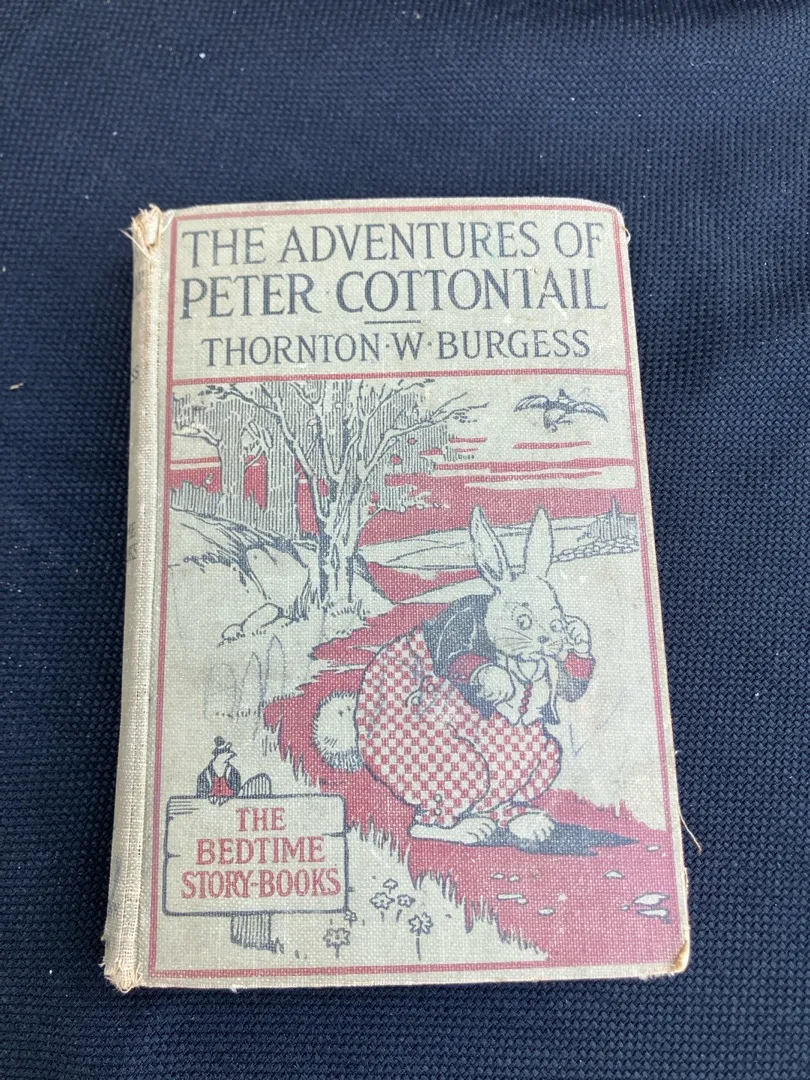 THE ADVENTURES OF
PETER COTTONTAIL
THORNTON·W·BURGESS
THE
BEDTIME
STORY-BOOKS